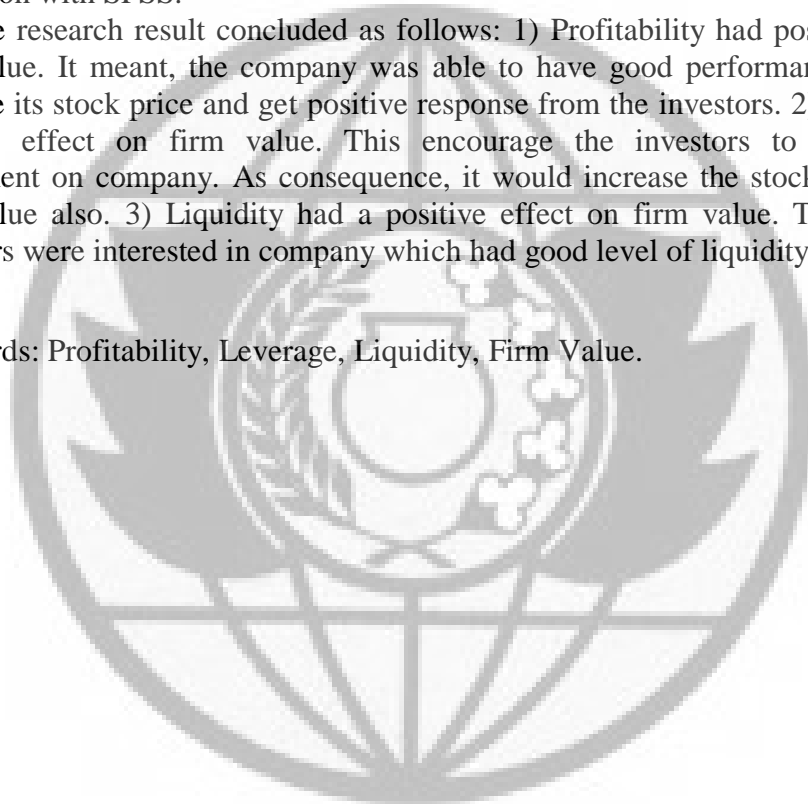 on with SPSS.
e research result concluded as follows: 1) Profitability had pos
lue. It meant, the company was able to have good performan
e its stock price and get positive response from the investors. 2
effect on firm value. This encourage the investors to
ent on company. As consequence, it would increase the stock
lue also. 3) Liquidity had a positive effect on firm value. T
rs were interested in company which had good level of liquidity
rds: Profitability, Leverage, Liquidity, Firm Value.